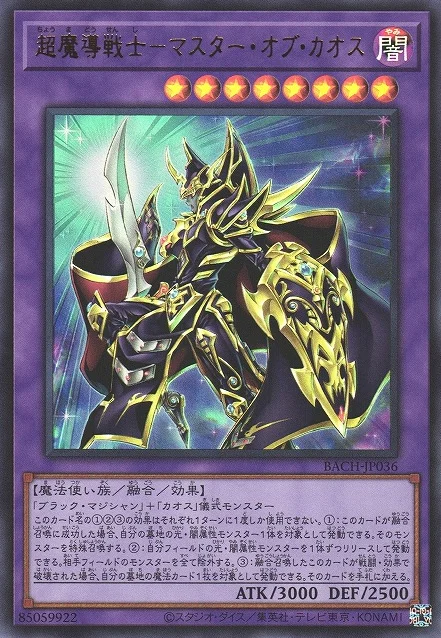 超魔導戦士－マスター・オブ・カオス
闇
BACH-JP036
【魔法使い族／融合／効果】
「ブラック・マジシャン」＋「カオス」儀式モンスター
このカード名の①②③の効果はそれぞれ1ターンに1度しか使用できない。①：このカードが融合
召喚に成功した場合、自分の墓地の光・闇属性モンスター1体を対象として発動できる。そのモ
ンスターを特殊召喚する。②：自分フィールドの光・闇属性モンスターを1体ずつリリースして発動
できる。相手フィールドのモンスターを全て除外する。③：融合召喚したこのカードが戦闘・効果で
破壊された場合、自分の墓地の魔法カード1枚を対象として発動できる。そのカードを手札に加える。
ATK/3000 DEF/2500
85059922
©スタジオ・ダイス／集英社・テレビ東京・KONAMI